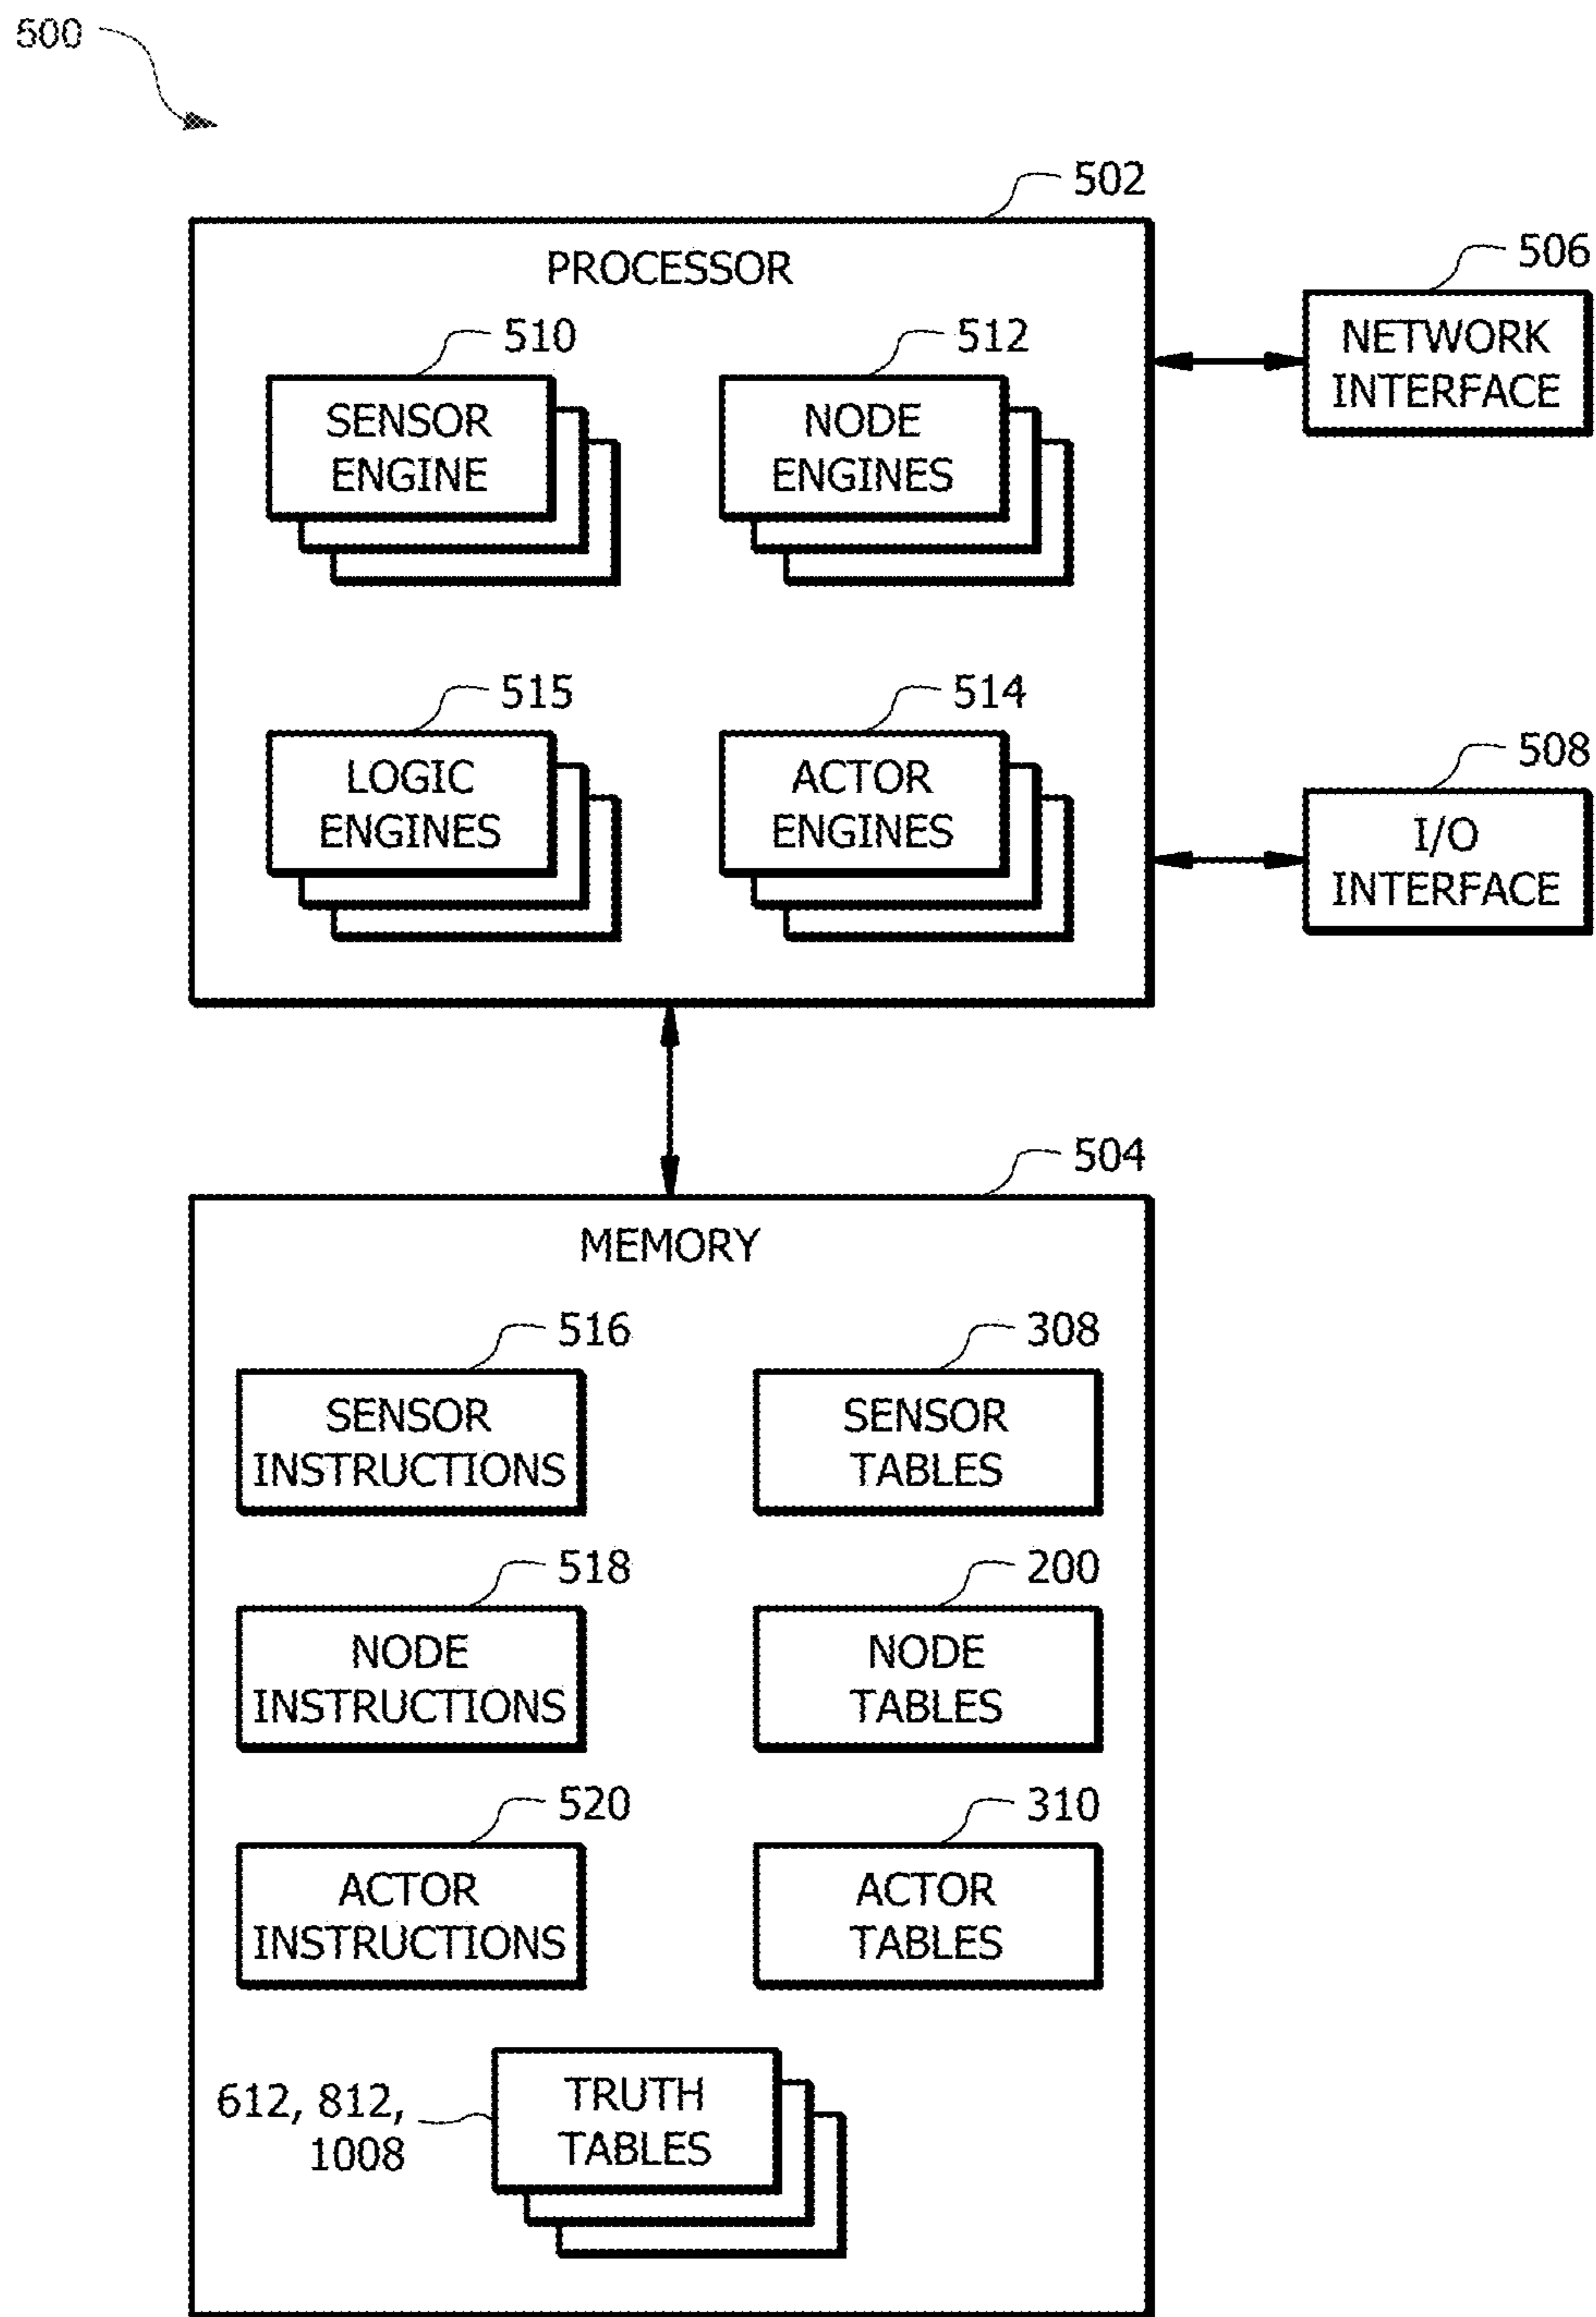 500
502
PROCESSOR
506
NETWORK
INTERFACE
510
SENSOR
ENGINE
512
NODE
ENGINES
515
LOGIC
ENGINES
514
ACTOR
ENGINES
508
I/O
INTERFACE
504
MEMORY
516
SENSOR
INSTRUCTIONS
308
SENSOR
TABLES
518
NODE
INSTRUCTIONS
200
NODE
TABLES
520
ACTOR
INSTRUCTIONS
310
ACTOR
TABLES
612, 812,
1008
TRUTH
TABLES